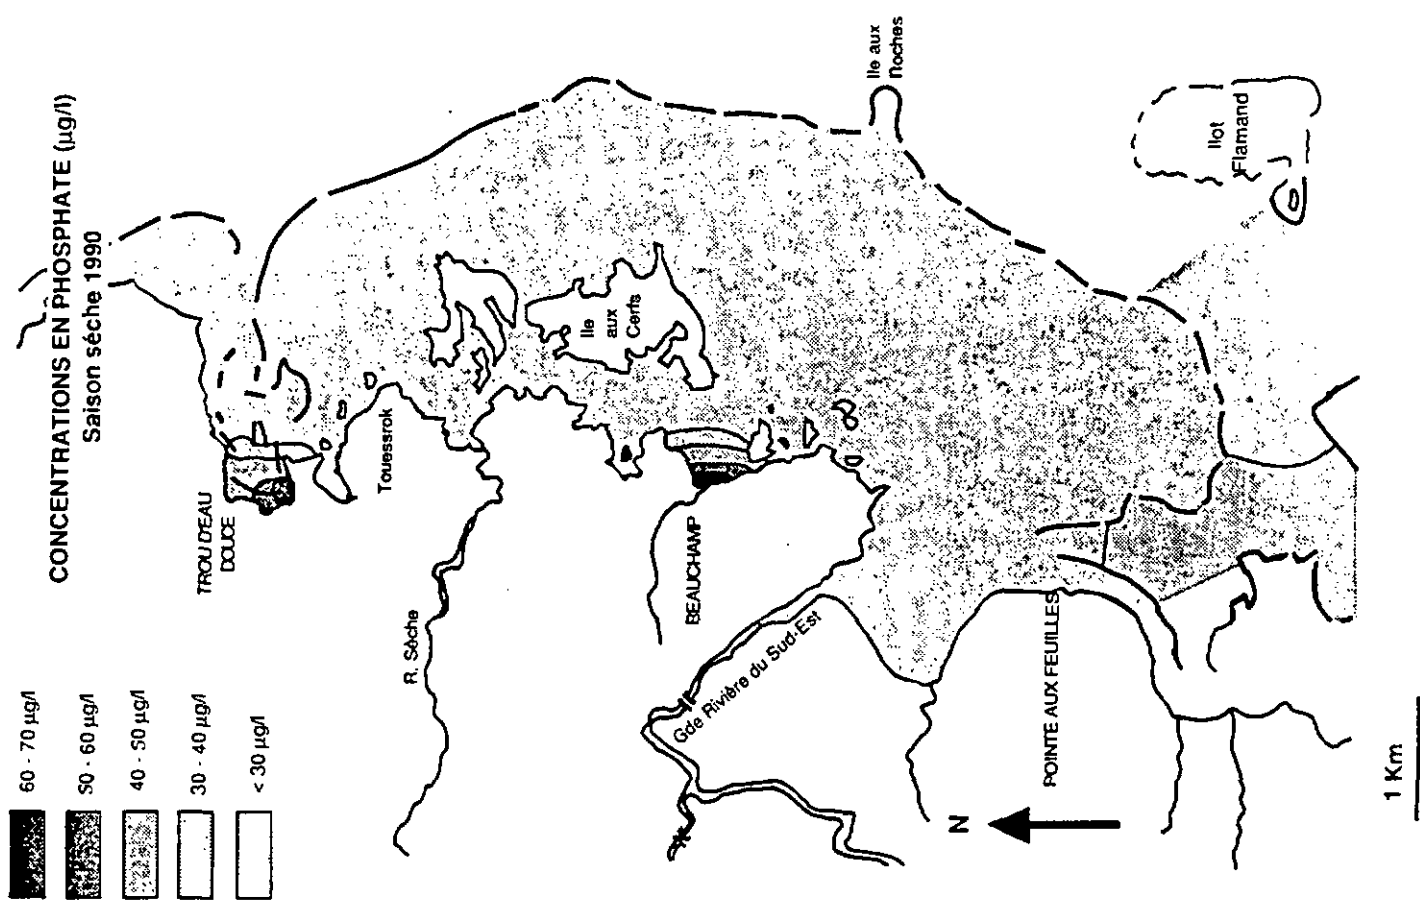 CONCENTRATIONS EN PHOSPHATE (µg/l)
Saison sèche 1990
60 - 70 µg/l
50 - 60 µg/l
40 - 50 µg/l
30 - 40 µg/l
< 30 µg/l
TROU D'EAU
DOUCE
Touessrok
R. Sèche
Ile
aux
Cerfs
BEAUCHAMP
Gde Rivière du Sud-Est
Ile aux
Roches
POINTE AUX FEUILLES
Ilot
Flamand
N
1 Km